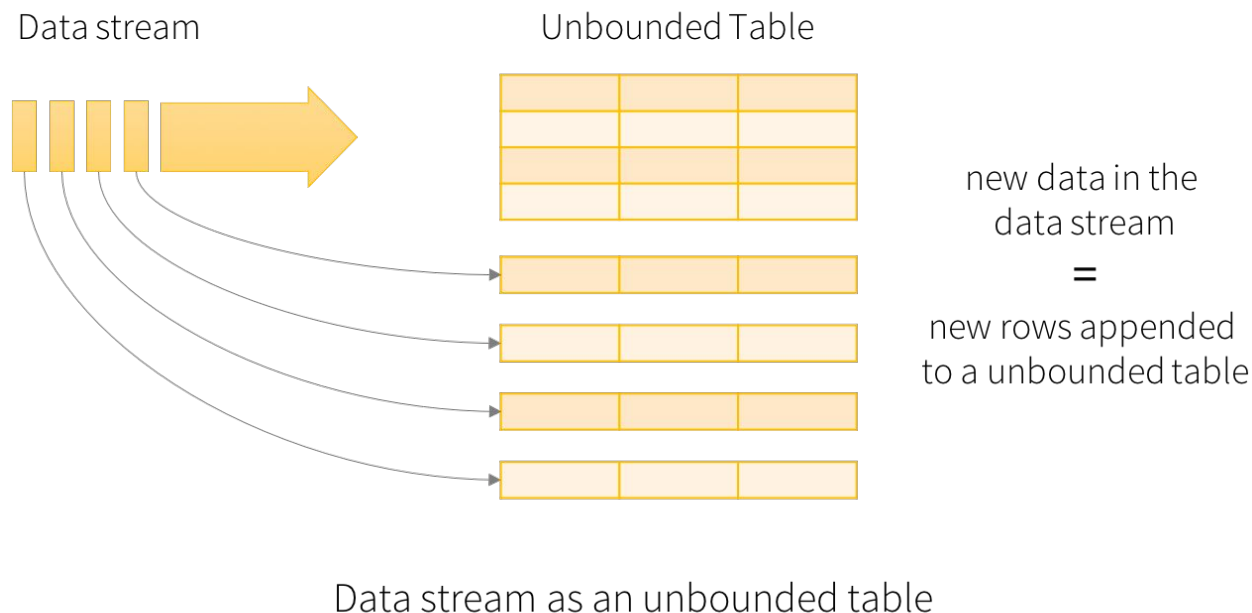 Data stream
Unbounded Table
new data in the
data stream
=
new rows appended
to a unbounded table
Data stream as an unbounded table